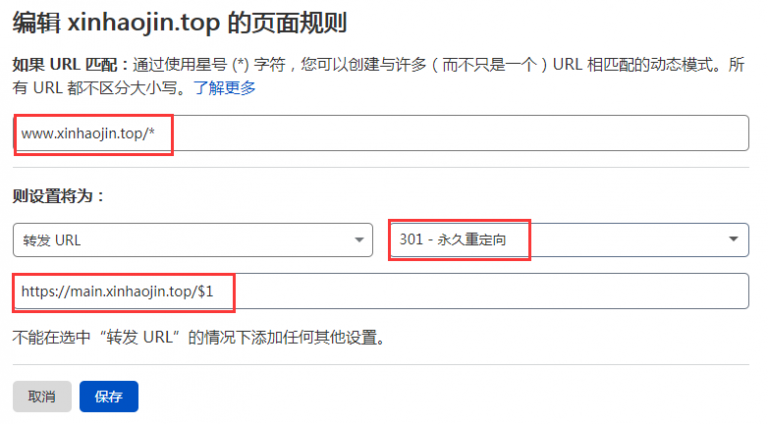 编辑 xinhaojin.top 的页面规则
如果 URL 匹配：通过使用星号 (*) 字符，您可以创建与许多（而不只是一个）URL 相匹配的动态模式。所
有 URL 都不区分大小写。了解更多
www.xinhaojin.top/*
则设置将为：
转发 URL
301 - 永久重定向
https://main.xinhaojin.top/$1
不能在选中“转发 URL”的情况下添加任何其他设置。
取消
保存